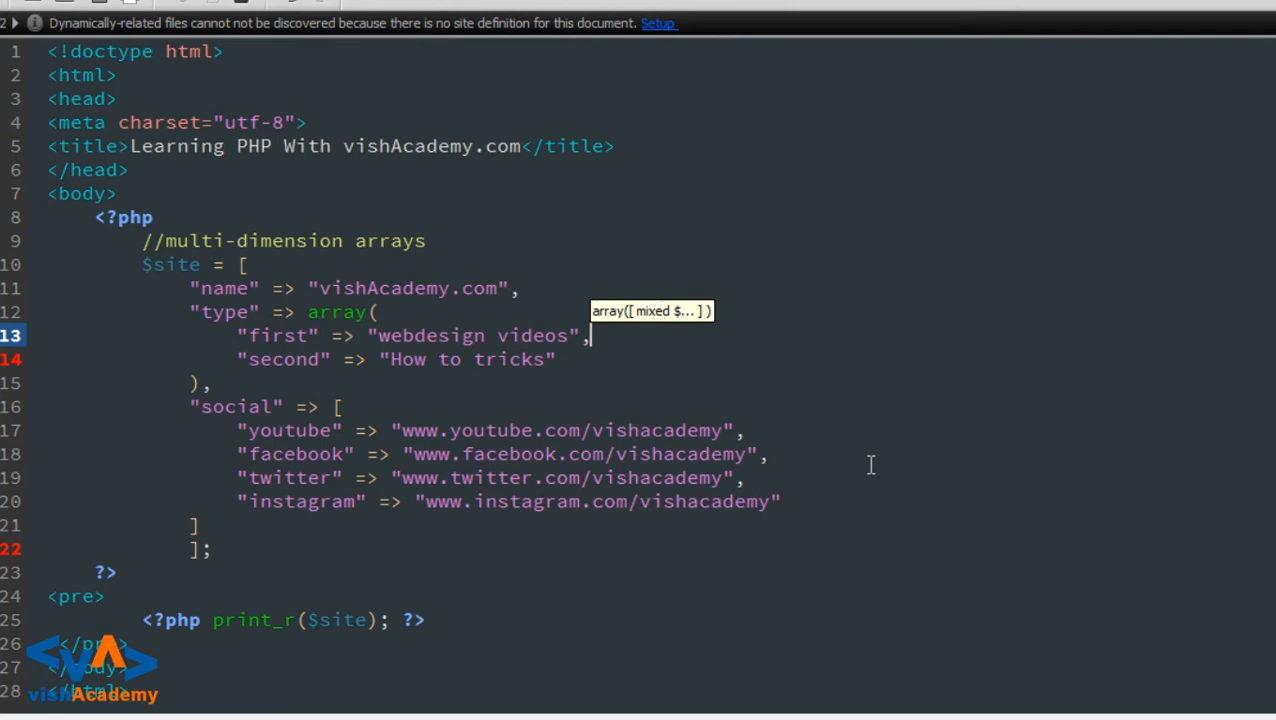 2 Dynamically-related files cannot not be discovered because there is no site definition for this document. Setup
1 <!doctype html>
2 <html>
3 <head>
4 <meta charset="utf-8">
5 <title>Learning PHP With vishAcademy.com</title>
6 </head>
7 <body>
8 <?php
9 //multi-dimension arrays
10 $site = [
11 "name" => "vishAcademy.com",
12 "type" => array( array([ mixed $... ] )
13 "first" => "webdesign videos",
14 "second" => "How to tricks"
15 ),
16 "social" => [
17 "youtube" => "www.youtube.com/vishacademy",
18 "facebook" => "www.facebook.com/vishacademy",
19 "twitter" => "www.twitter.com/vishacademy",
20 "instagram" => "www.instagram.com/vishacademy"
21 ]
22 ];
23 ?>
24 <pre>
25 <?php print_r($site); ?>
26 </pre>
27 </body>
28 </html>
vishAcademy